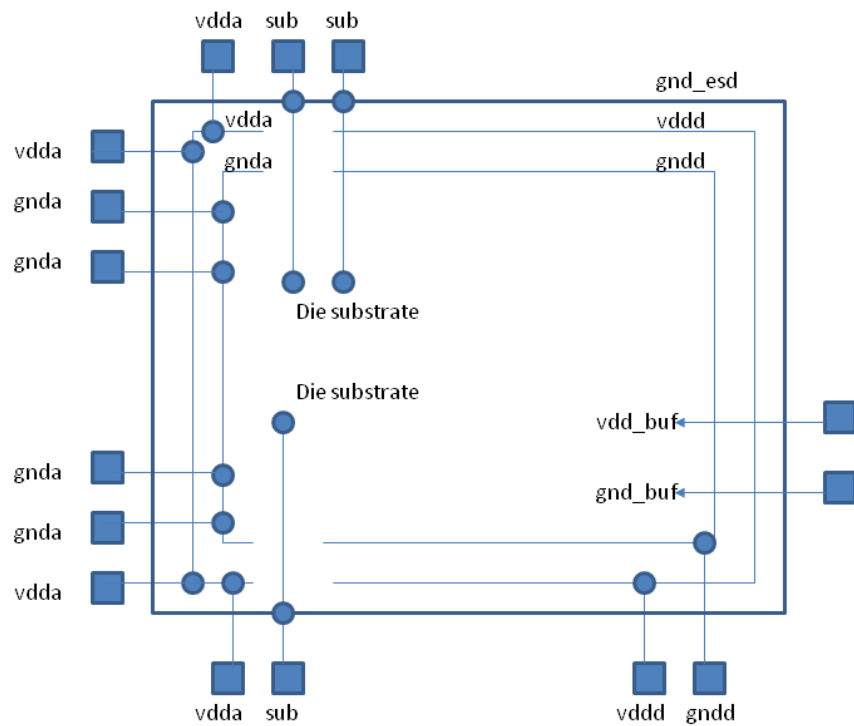 vdda sub sub
gnd_esd
vdda vddd
vdda
gnda gndd
gnda
gnda
Die substrate
Die substrate
vdd_buf
gnda gnd_buf
gnda
vdda
vdda sub vddd gndd